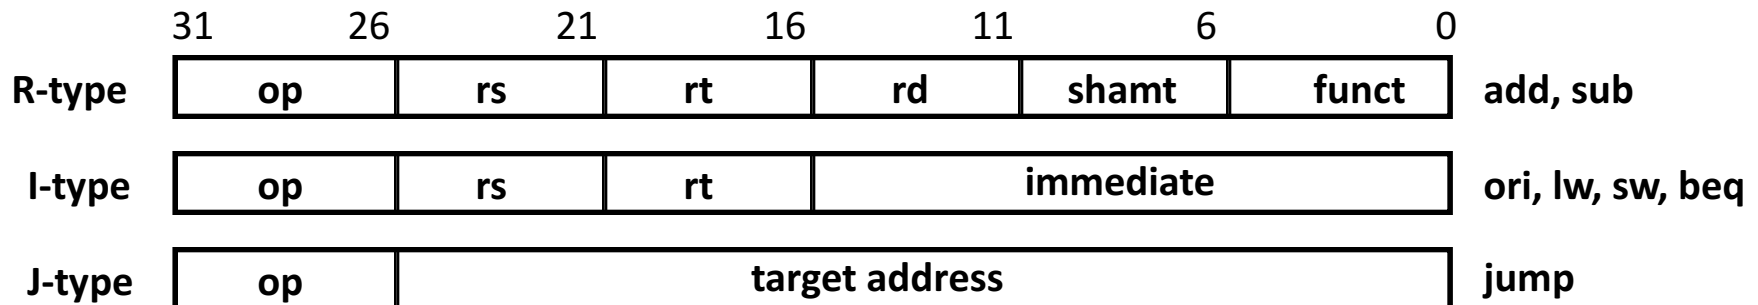 31 26 21 16 11 6 0
R-type op rs rt rd shamt funct add, sub
I-type op rs rt immediate ori, lw, sw, beq
J-type op target address jump